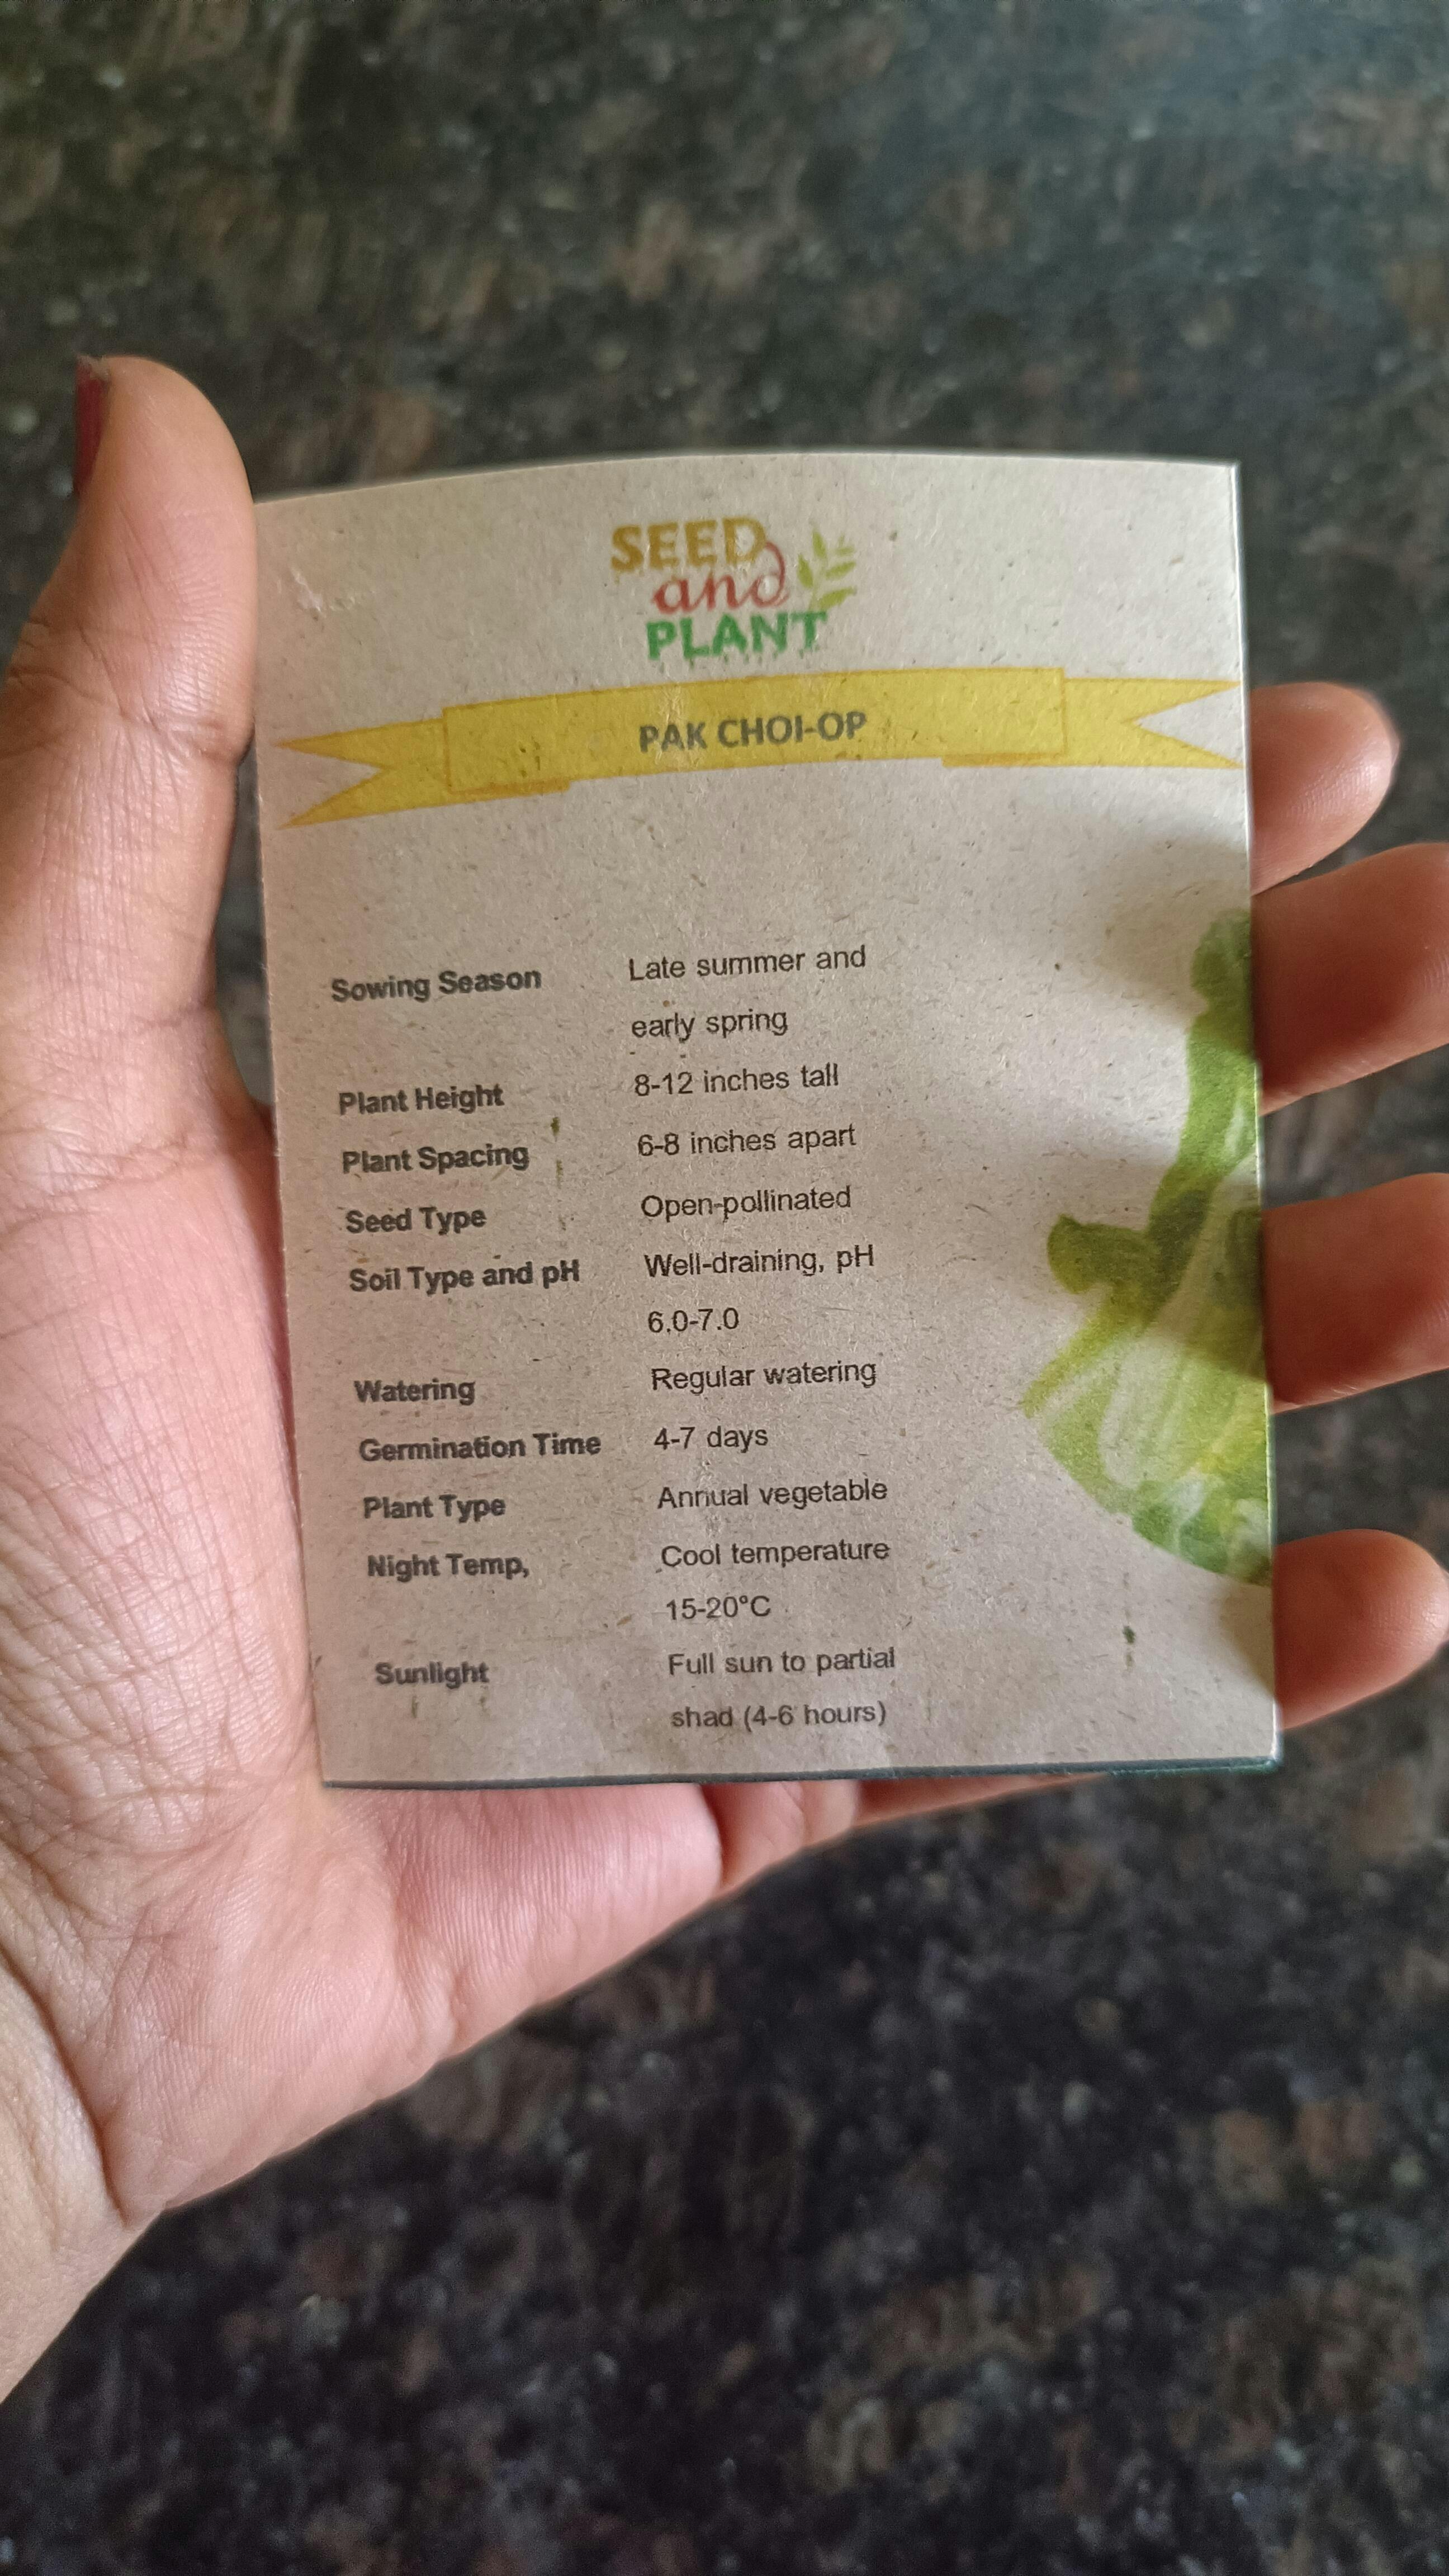 SEED
and
PLANT
PAK CHOI-OP
Sowing Season Late summer and
early spring
Plant Height 8-12 inches tall
Plant Spacing 6-8 inches apart
Seed Type Open-pollinated
Soil Type and pH Well-draining, pH
6.0-7.0
Watering Regular watering
Germination Time 4-7 days
Plant Type Annual vegetable
Night Temp, Cool temperature
15-20°C
Sunlight Full sun to partial
shad (4-6 hours)